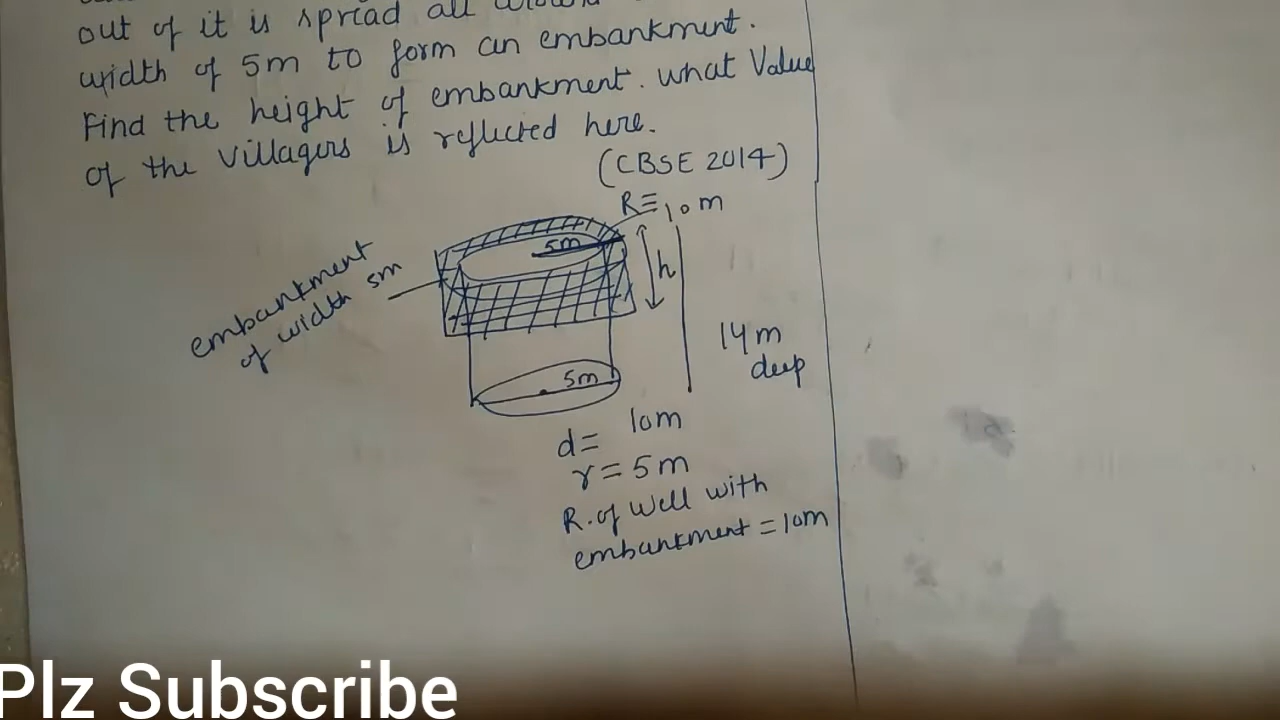 out of it is spread all
width of 5m to form an embankment.
Find the height of embankment. What Value
of the Villagers is reflected here.
(CBSE 2014)
R= 10 m
5m
h
embankment
of width 5m
14m
deep
5m
d= 10m
r=5m
R.of Well with
embankment =10m
Plz Subscribe